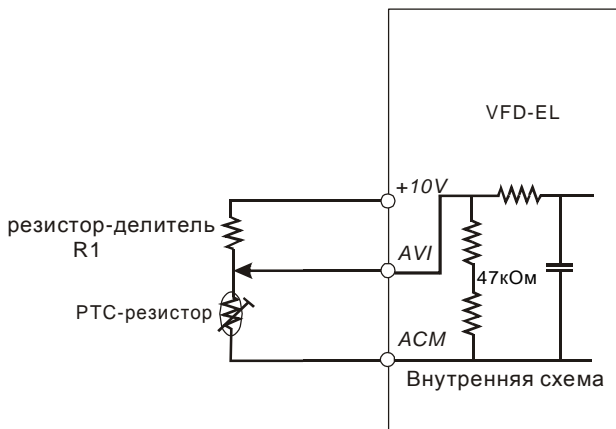 VFD-EL
+10V
резистор-делитель
R1
AVI
47кОм
PTC-резистор
ACM
Внутренняя схема